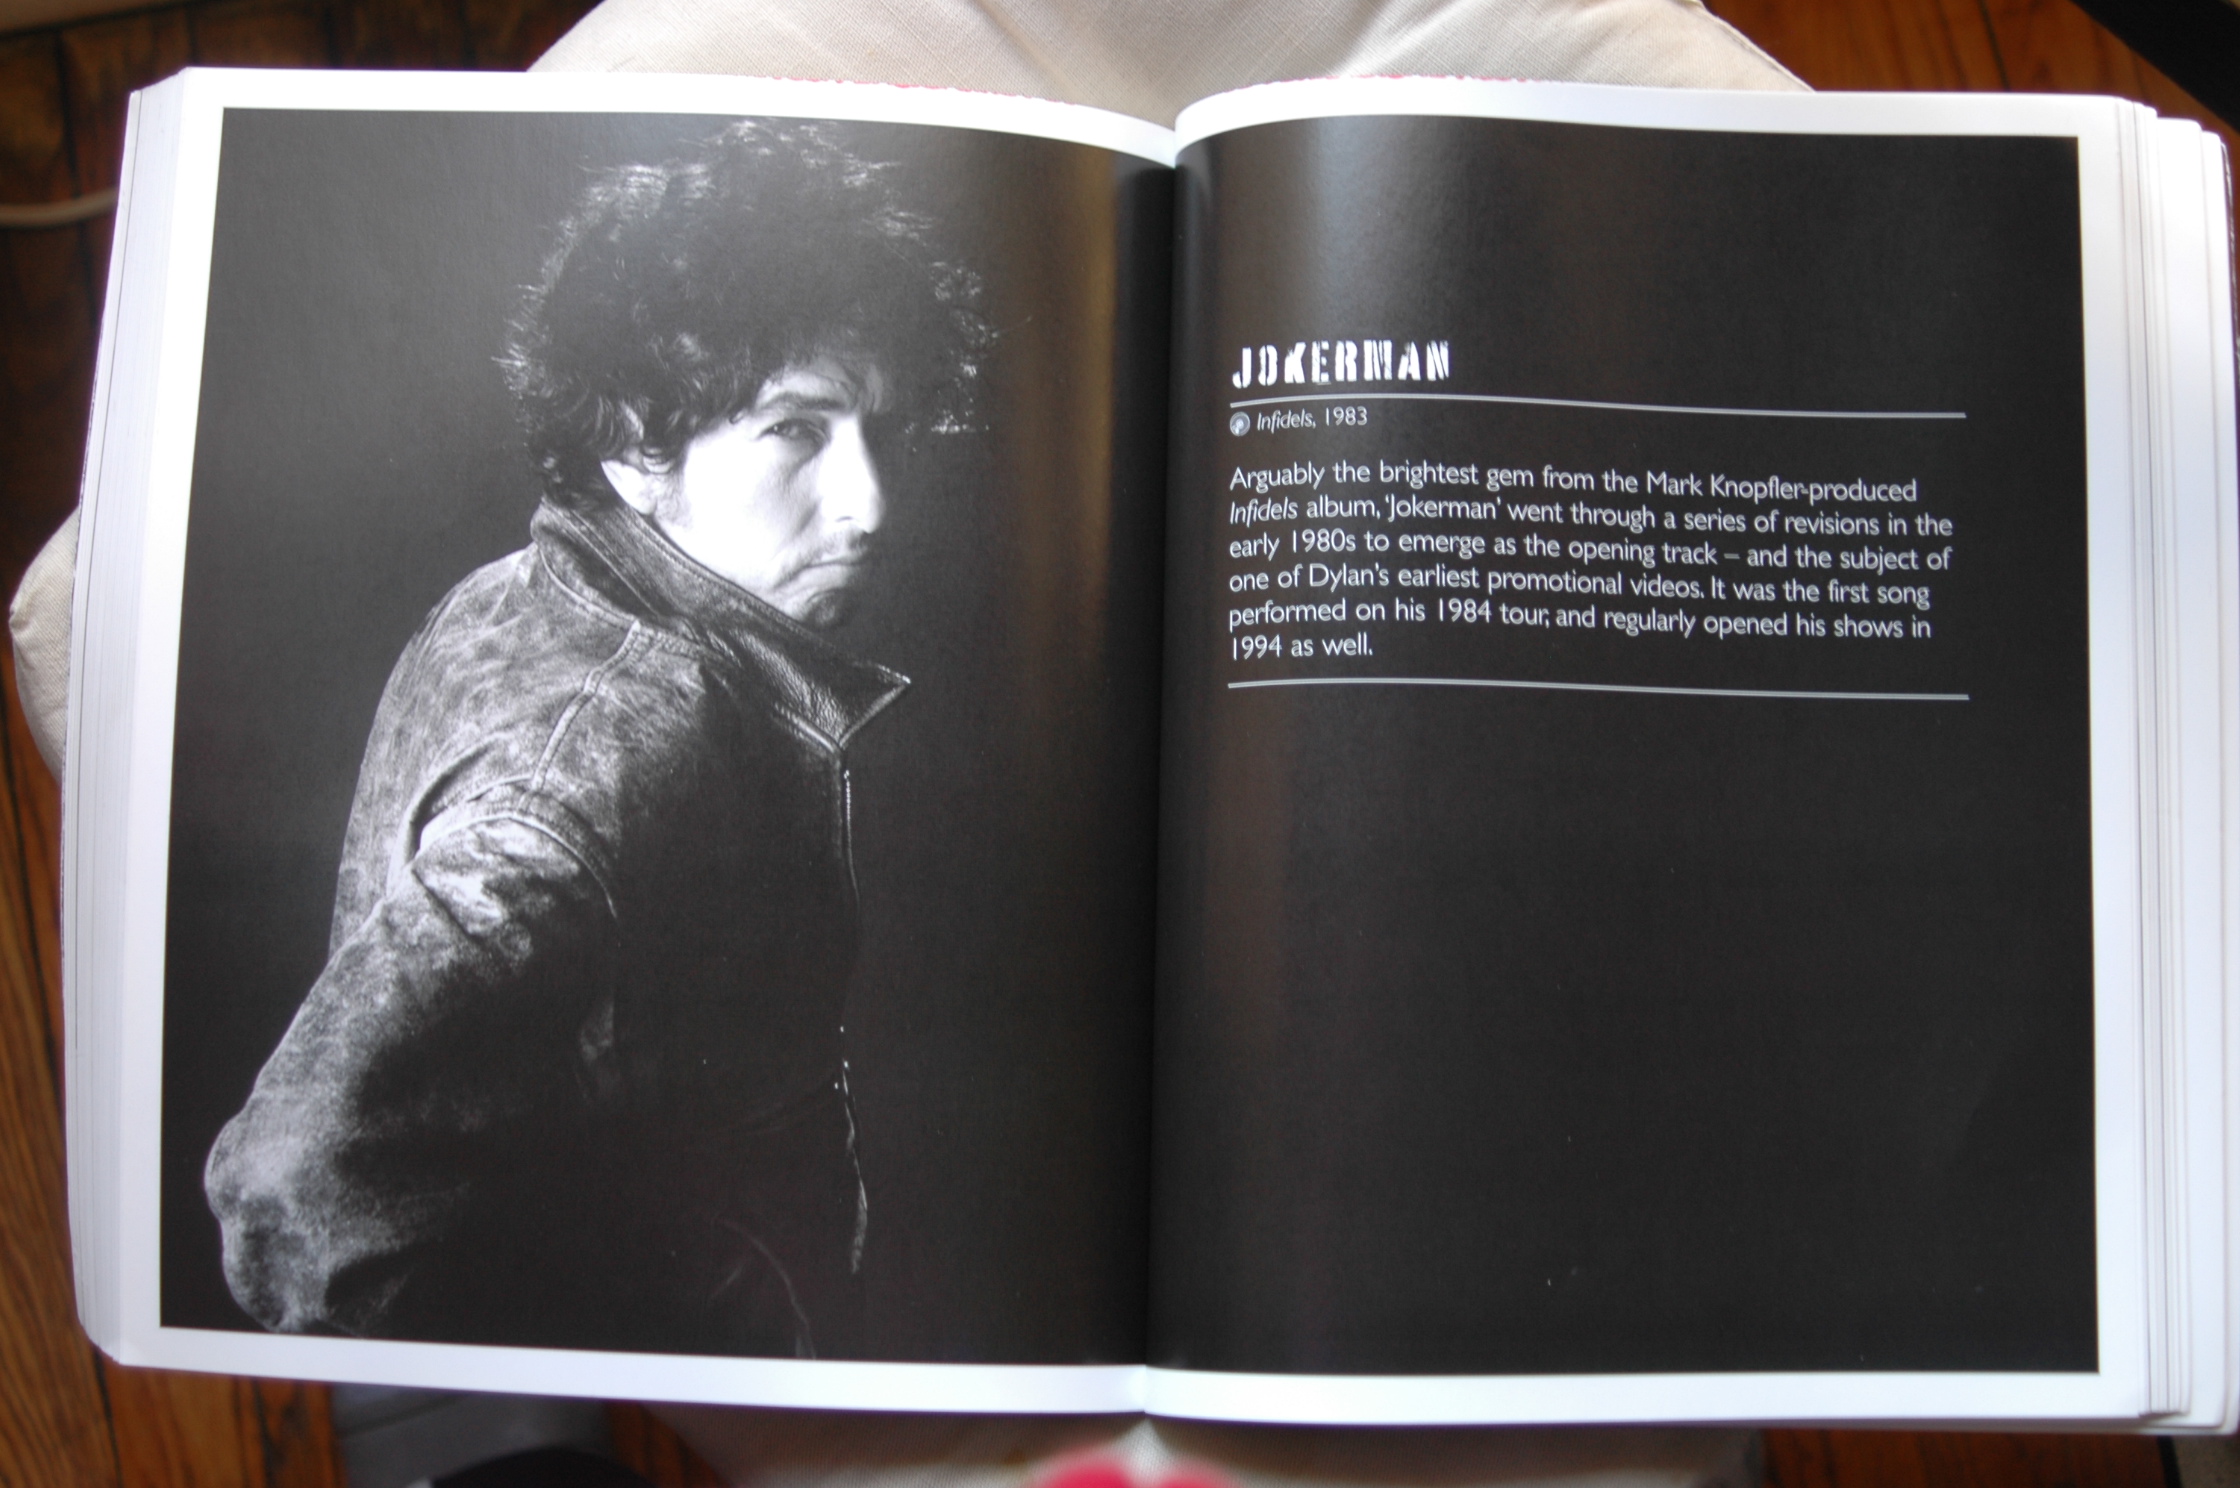 JOKERMAN
Infidels, 1983
Arguably the brightest gem from the Mark Knopfler-produced
Infidels album, 'Jokerman' went through a series of revisions in the
early 1980s to emerge as the opening track – and the subject of
one of Dylan's earliest promotional videos. It was the first song
performed on his 1984 tour, and regularly opened his shows in
1994 as well.